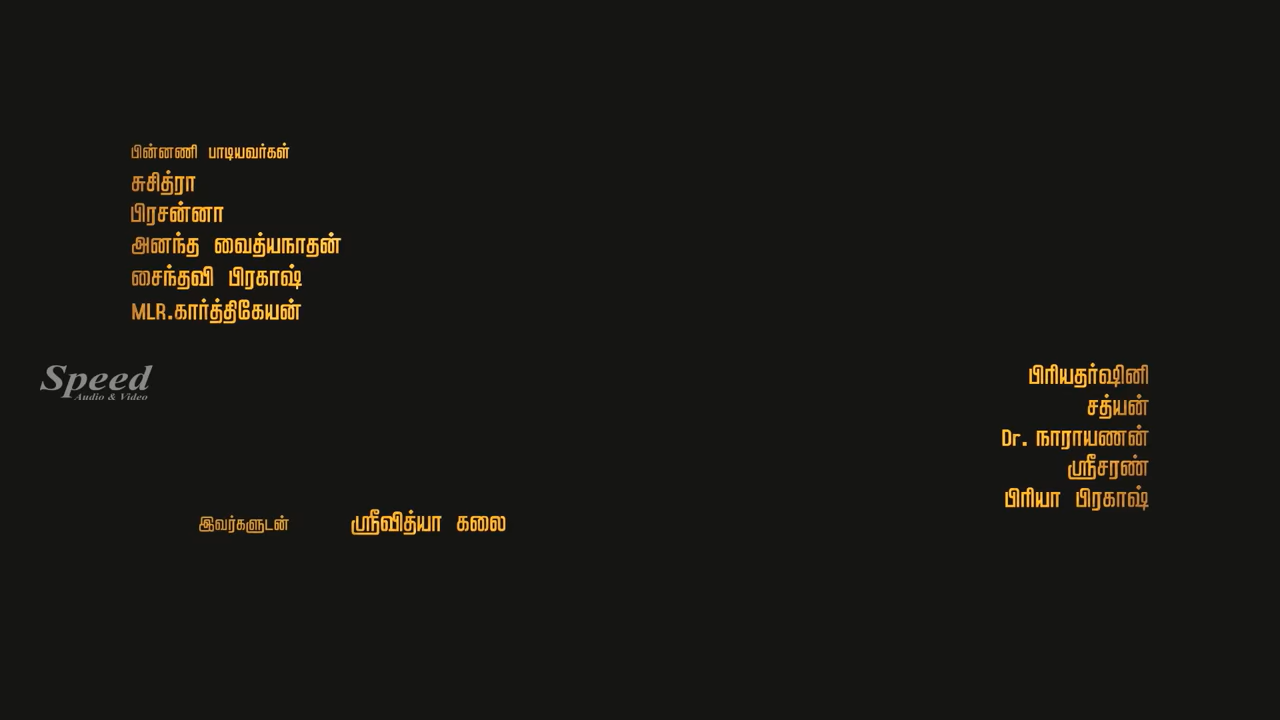 பின்னணி பாடியவர்கள்
சுசித்ரா
பிரசன்னா
அனந்த வைத்யநாதன்
சைந்தவி பிரகாஷ்
MLR.கார்த்திகேயன்
Speed
Audio & Video
பிரியதர்ஷினி
சத்யன்
Dr. நாராயணன்
ஸ்ரீசரண்
பிரியா பிரகாஷ்
இவர்களுடன் ஸ்ரீவித்யா கலை